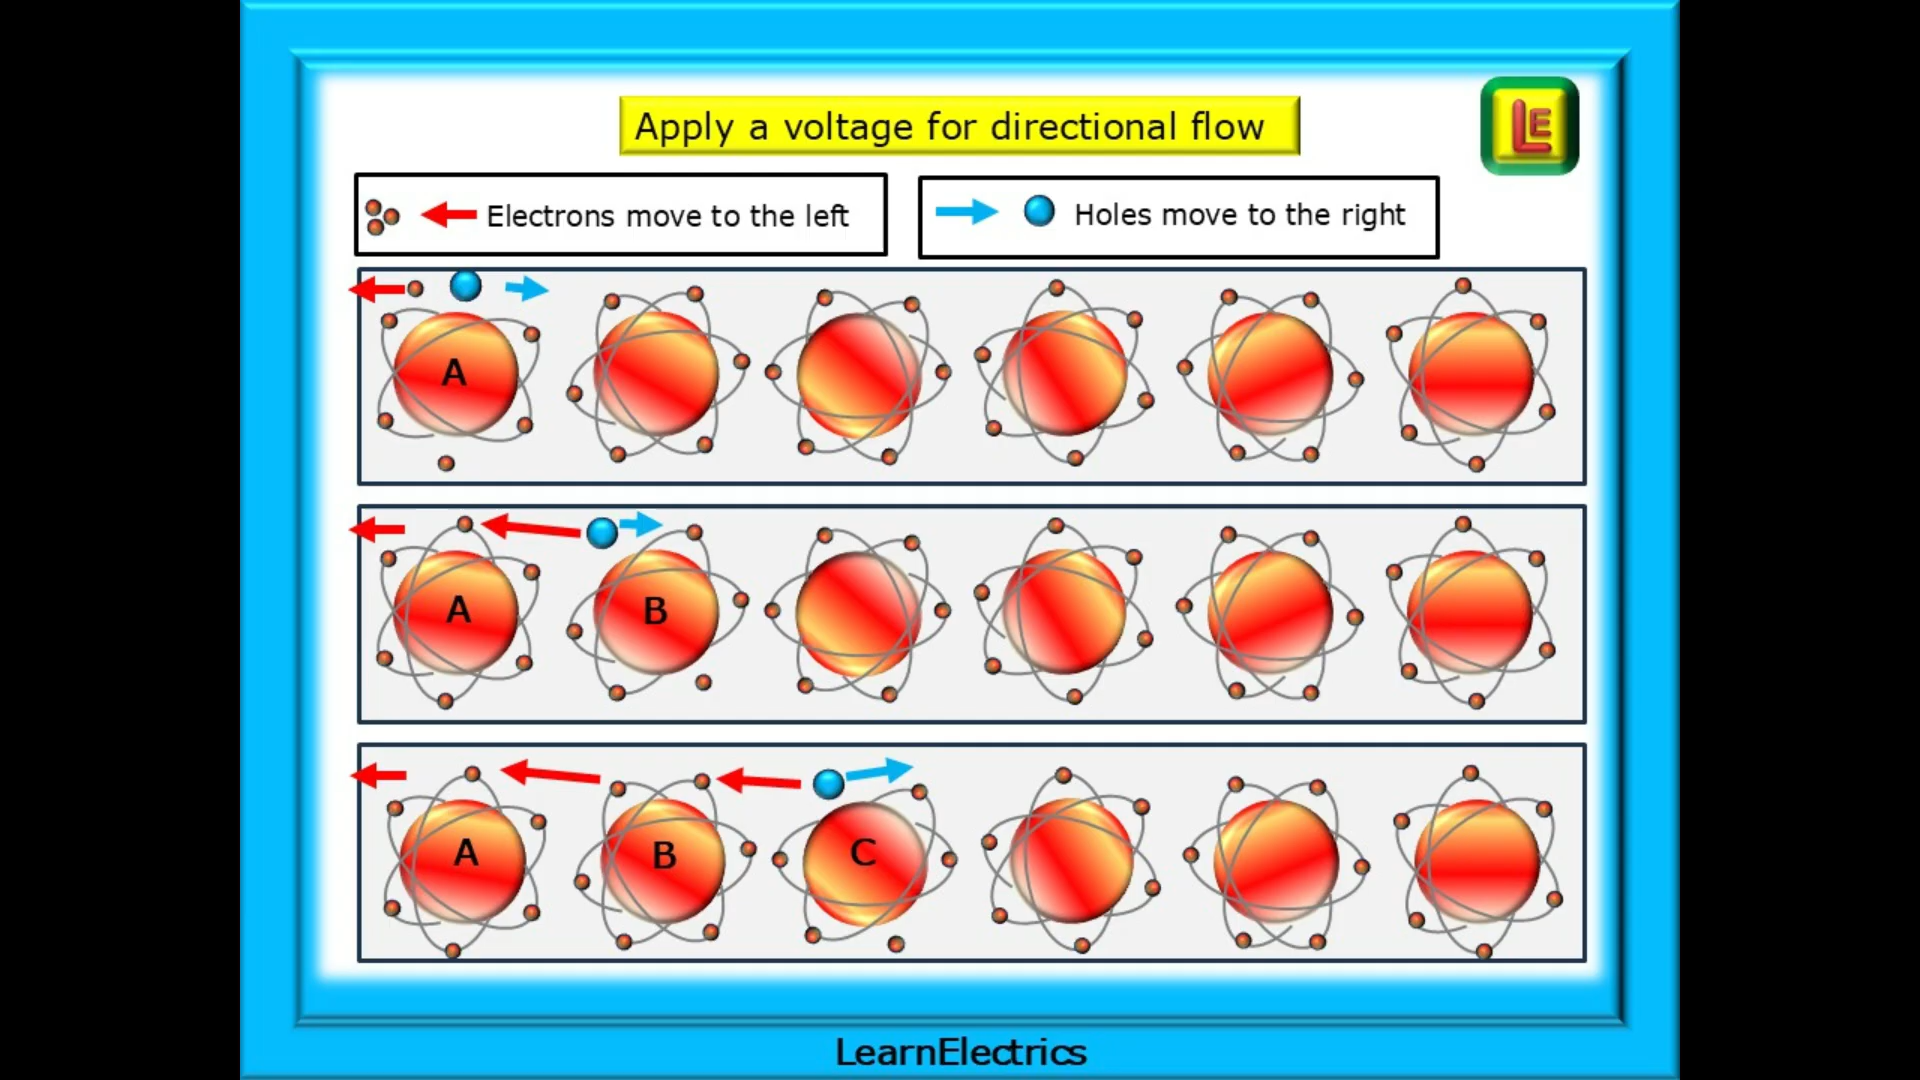 Apply a voltage for directional flow
LE
Electrons move to the left
Holes move to the right
A
A
B
A
B
C
LearnElectrics